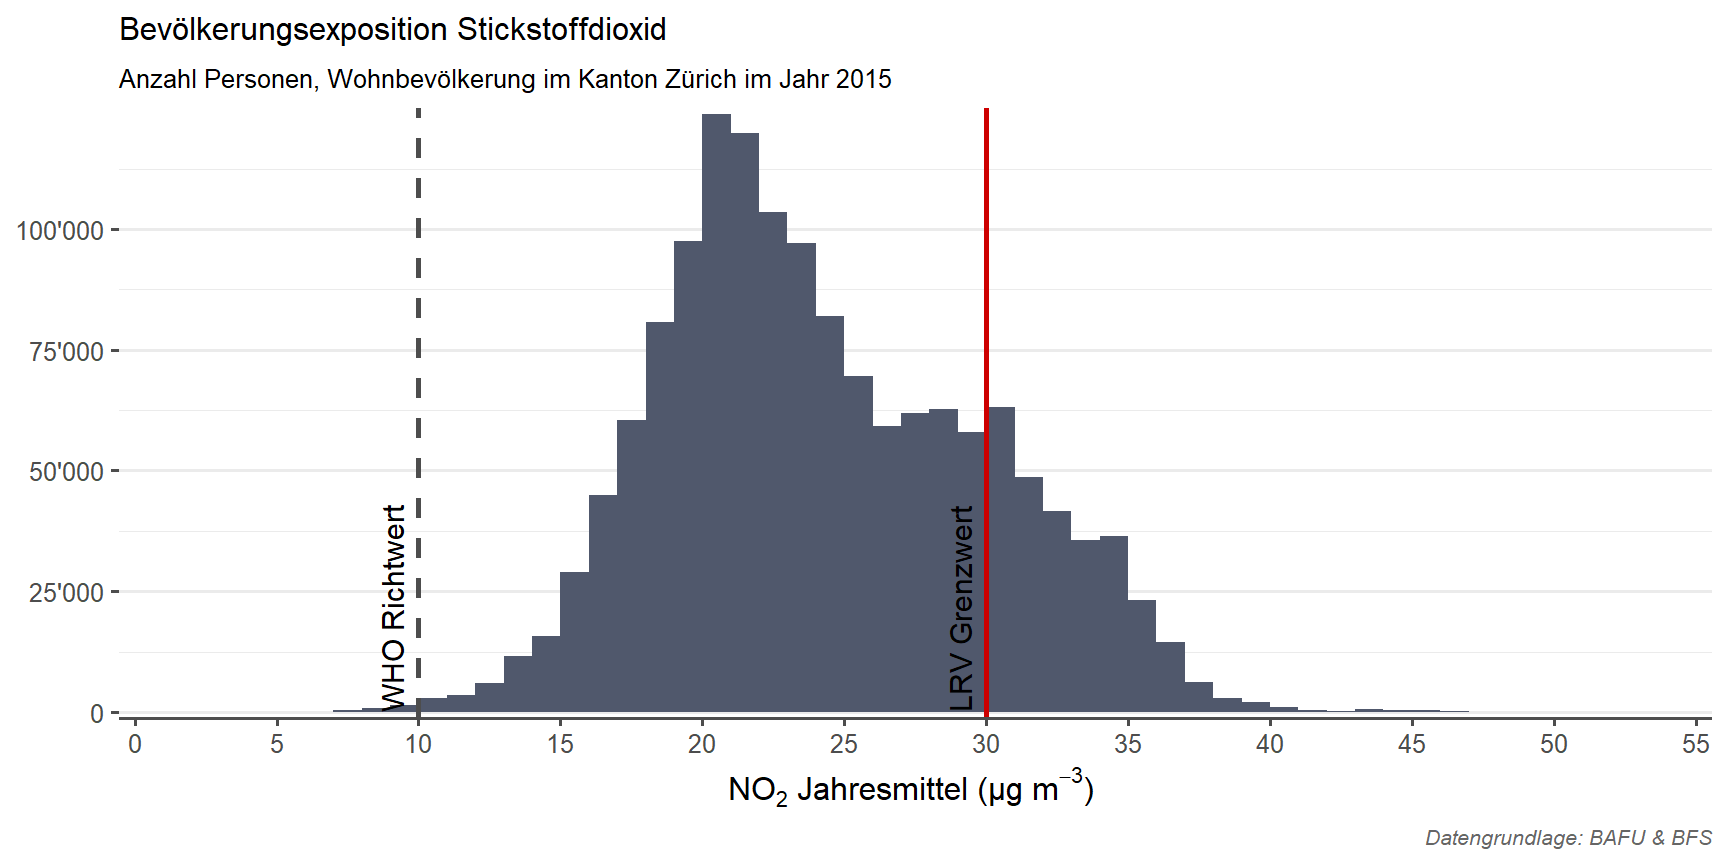 Bevölkerungsexposition Stickstoffdioxid
Anzahl Personen, Wohnbevölkerung im Kanton Zürich im Jahr 2015
100'000
75'000
50'000
25'000
0
WHO Richtwert
LRV Grenzwert
0 5 10 15 20 25 30 35 40 45 50 55
NO₂ Jahresmittel (µg m⁻³)
Datengrundlage: BAFU & BFS